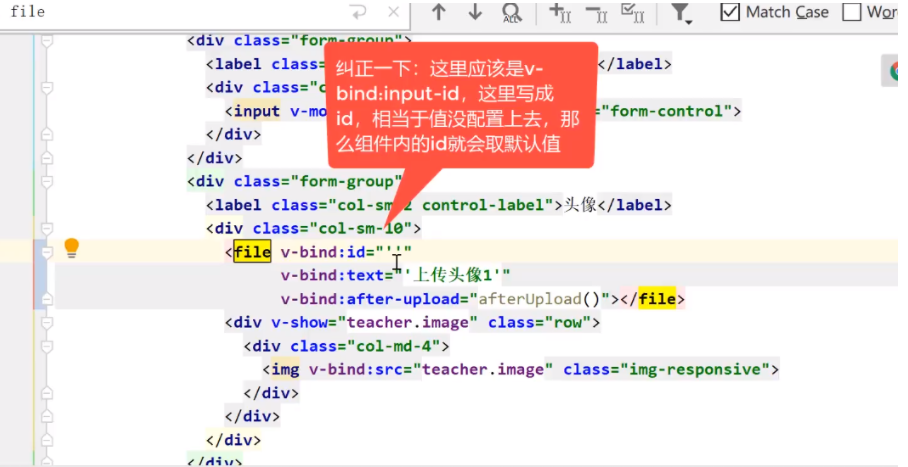 file
ALL
Match Case
Wor
<div class="form-group">
<label clas
></label>
<div class="c
<input v-mo
="form-control">
</div>
</div>
纠正一下：这里应该是v-
bind:input-id，这里写成
id，相当于值没配置上去，那
么组件内的id就会取默认值
<div class="form-group"
<label class="col-sm-2 control-label">头像</label>
<div class="col-sm-10">
<file v-bind:id="''"
v-bind:text="'上传头像1'"
v-bind:after-upload="afterUpload()"></file>
<div v-show="teacher.image" class="row">
<div class="col-md-4">
<img v-bind:src="teacher.image" class="img-responsive">
</div>
</div>
</div>
</div>